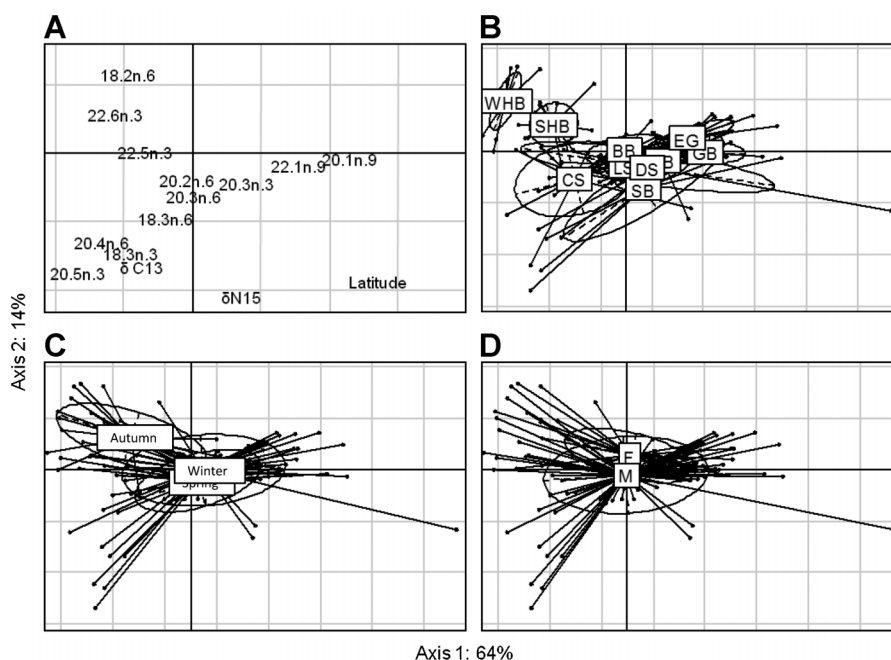 A
18.2n.6
22.6n.3
22.5n.3
22.1n.9
20.1n.9
20.2n.6
20.3n.3
20.3n.6
18.3n.6
20.4n.6
18.3n.3
δ C13
20.5n.3
Latitude
δN15
B
WHB
SHB
BB
EG
GB
LS
B
DS
CS
SB
Axis 2: 14%
C
Autumn
Winter
Spring
D
F
M
Axis 1: 64%